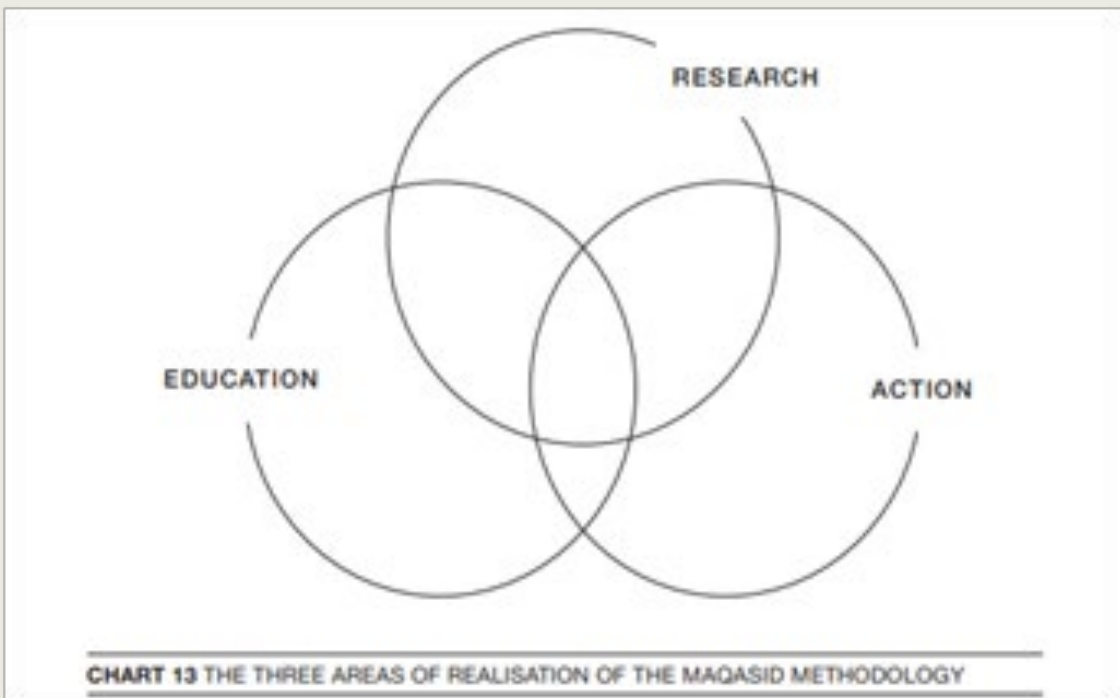 RESEARCH
EDUCATION
ACTION
CHART 13 THE THREE AREAS OF REALISATION OF THE MAQASID METHODOLOGY